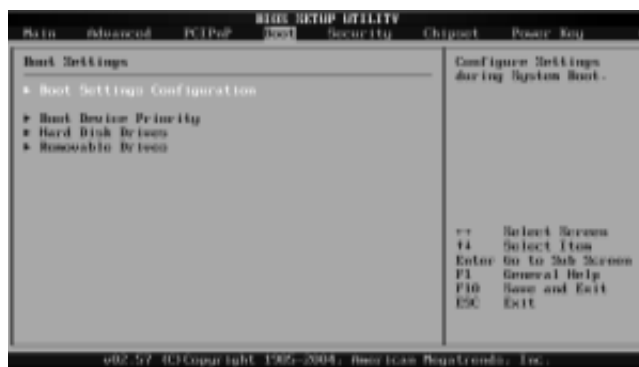 BIOS SETUP UTILITY
Main Advanced PCIPnP Boot Security Chipset Power Key
Boot Settings
Configure Settings
during System Boot.
► Boot Settings Configuration
► Boot Device Priority
► Hard Disk Drives
► Removable Drives
←→ Select Screen
↑↓ Select Item
Enter Go to Sub Screen
F1 General Help
F10 Save and Exit
ESC Exit
v02.57 (C)Copyright 1985-2004, American Megatrends, Inc.